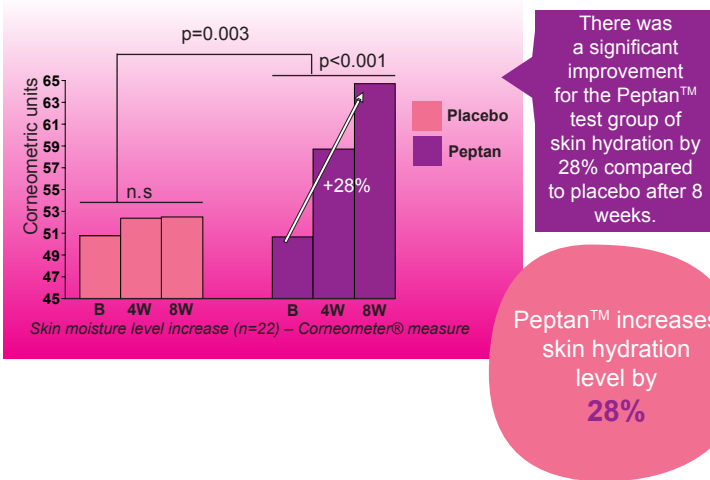 p=0.003
p<0.001
Corneometric units
65
63
61
59
57
55
53
51
49
47
45
n.s
+28%
B 4W 8W
B 4W 8W
Placebo
Peptan
Skin moisture level increase (n=22) – Corneometer® measure
There was
a significant
improvement
for the Peptan™
test group of
skin hydration by
28% compared
to placebo after 8
weeks.
Peptan™ increases
skin hydration
level by
28%